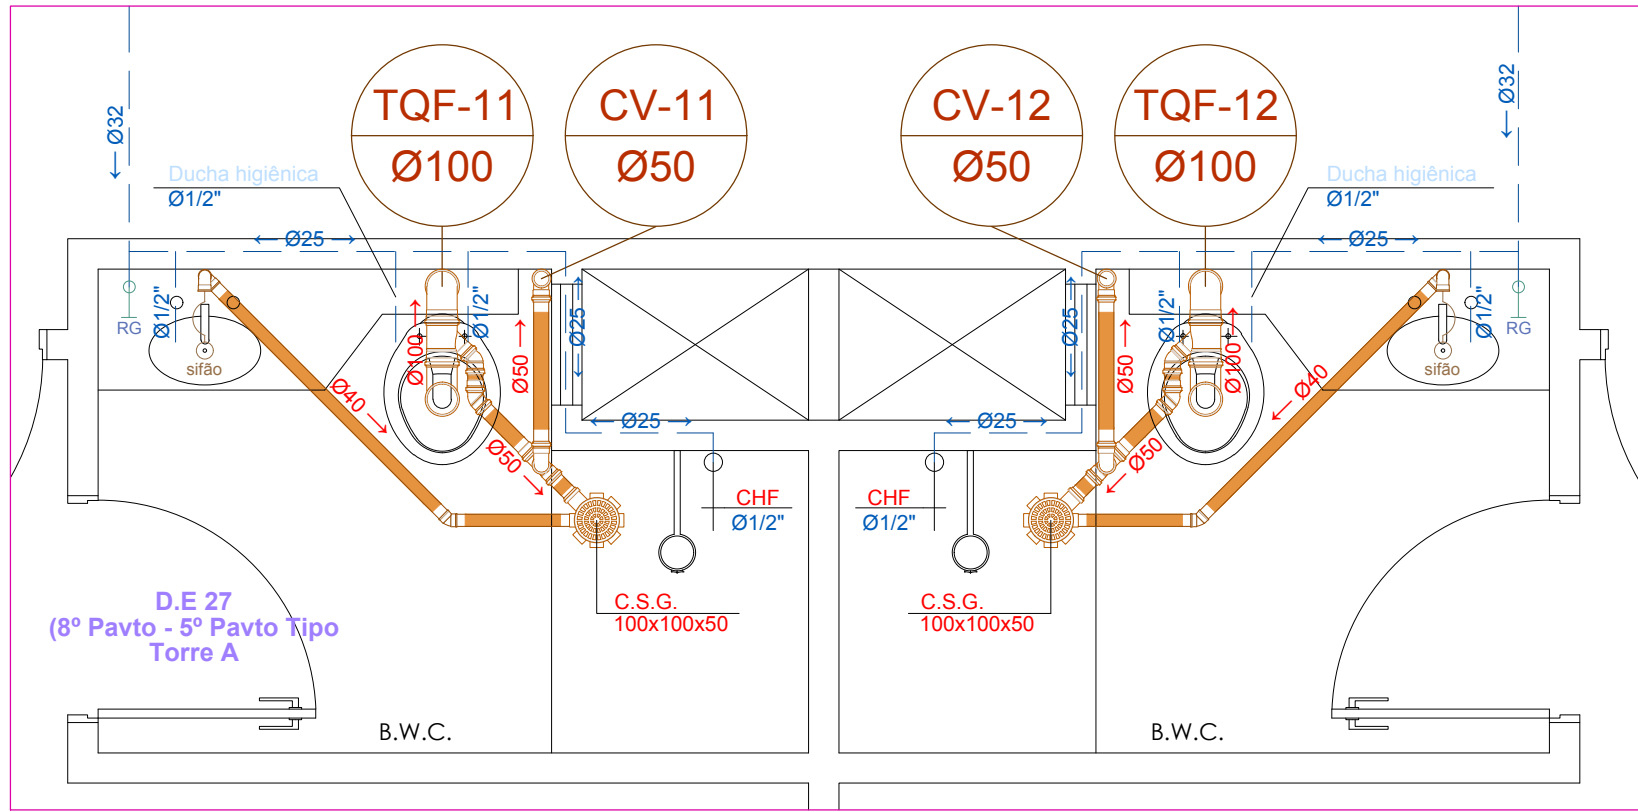 TQF-11
Ø100
CV-11
Ø50
CV-12
Ø50
TQF-12
Ø100
← Ø32
← Ø32
Ducha higiênica
Ø1/2"
Ducha higiênica
Ø1/2"
← Ø25 →
← Ø25 →
RG
Ø1/2"
sifão
Ø40 →
Ø100 →
Ø1/2"
Ø50 →
← Ø25 →
Ø50 →
← Ø25 →
← Ø25 →
← Ø25 →
Ø50 →
Ø1/2"
Ø100 →
← Ø50
← Ø40
Ø1/2"
sifão
RG
CHF
Ø1/2"
CHF
Ø1/2"
C.S.G.
100x100x50
C.S.G.
100x100x50
D.E 27
(8º Pavto - 5º Pavto Tipo
Torre A
B.W.C.
B.W.C.